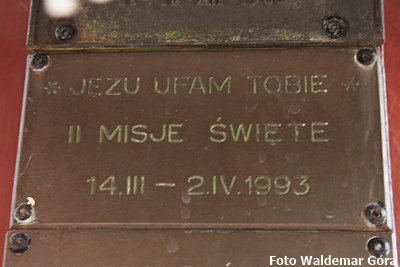 * JEZU UFAM TOBIE *
II MISJE ŚWIĘTE
14.III - 2.IV.1993
Foto Waldemar Góra